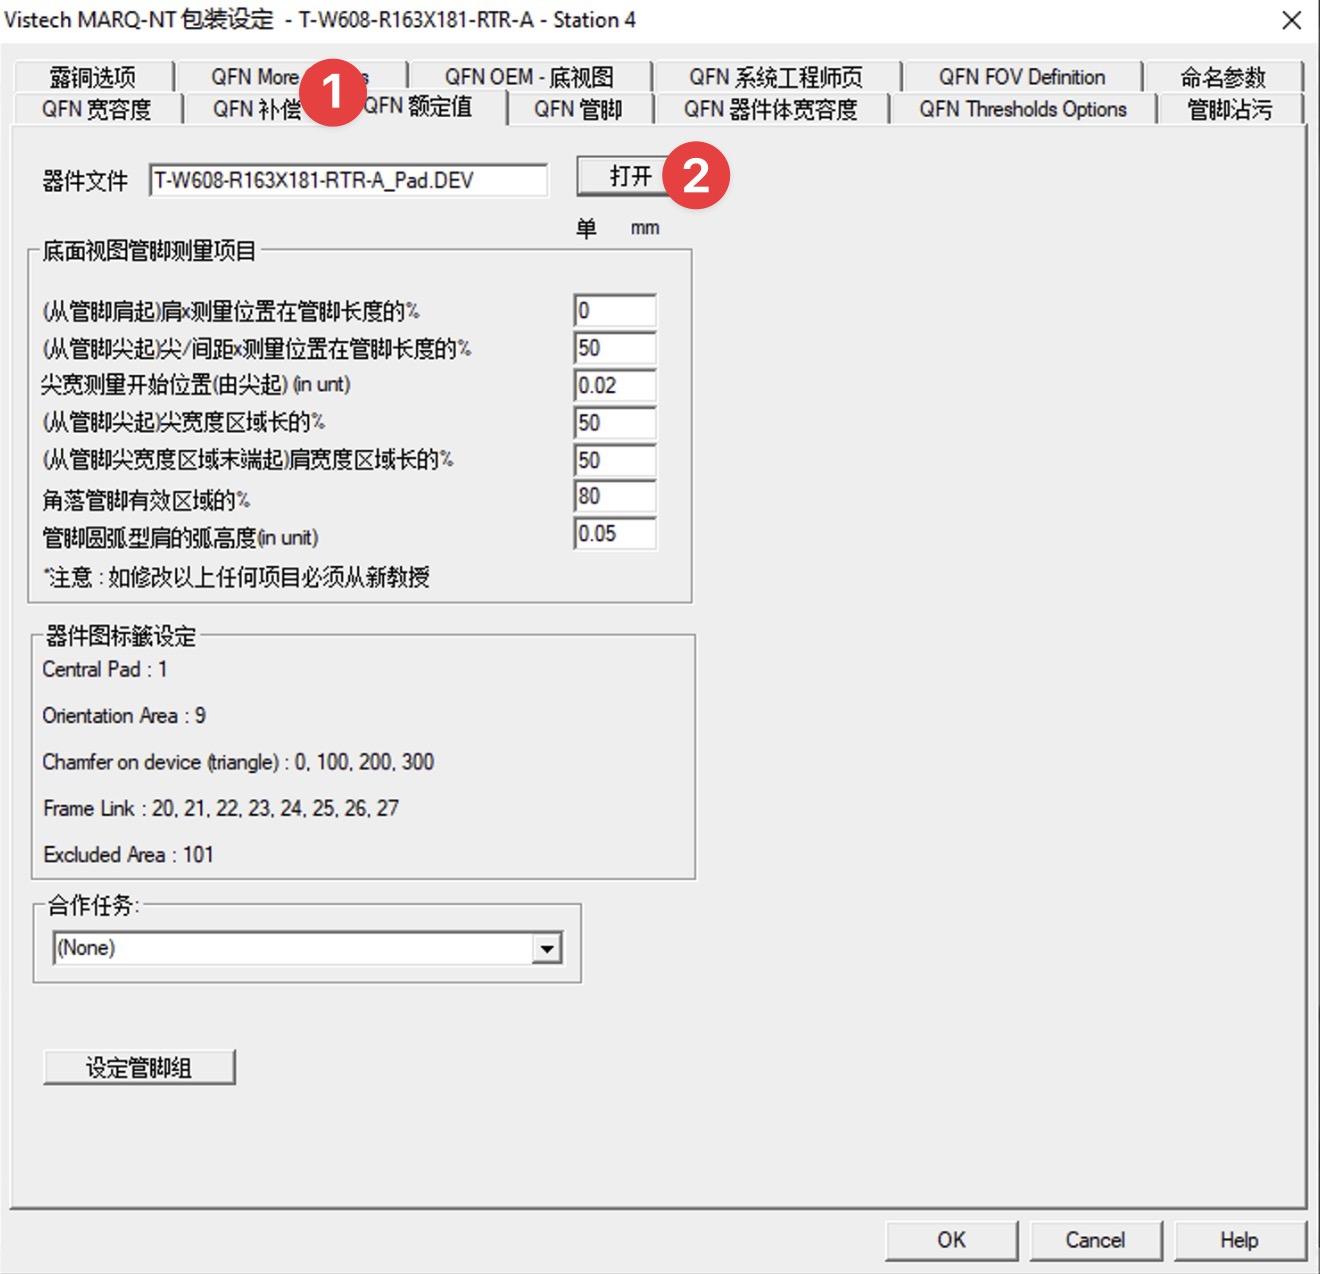 Vistech MARQ-NT 包装设定 - T-W608-R163X181-RTR-A - Station 4
露铜选项 QFN More s QFN OEM - 底视图 QFN 系统工程师页 QFN FOV Definition 命名参数
QFN 宽容度 QFN 补偿 1 QFN 额定值 QFN 管脚 QFN 器件体宽容度 QFN Thresholds Options 管脚沾污
器件文件 T-W608-R163X181-RTR-A_Pad.DEV 打开 2
单 mm
底面视图管脚测量项目
(从管脚肩起)肩x测量位置在管脚长度的% 0
(从管脚尖起)尖/间距x测量位置在管脚长度的% 50
尖宽测量开始位置(由尖起) (in unt) 0.02
(从管脚尖起)尖宽度区域长的% 50
(从管脚尖宽度区域末端起)肩宽度区域长的% 50
角落管脚有效区域的% 80
管脚圆弧型肩的弧高度(in unit) 0.05
*注意 : 如修改以上任何项目必须从新教授
器件图标籤设定
Central Pad : 1
Orientation Area : 9
Chamfer on device (triangle) : 0, 100, 200, 300
Frame Link : 20, 21, 22, 23, 24, 25, 26, 27
Excluded Area : 101
合作任务:
(None)
设定管脚组
OK Cancel Help